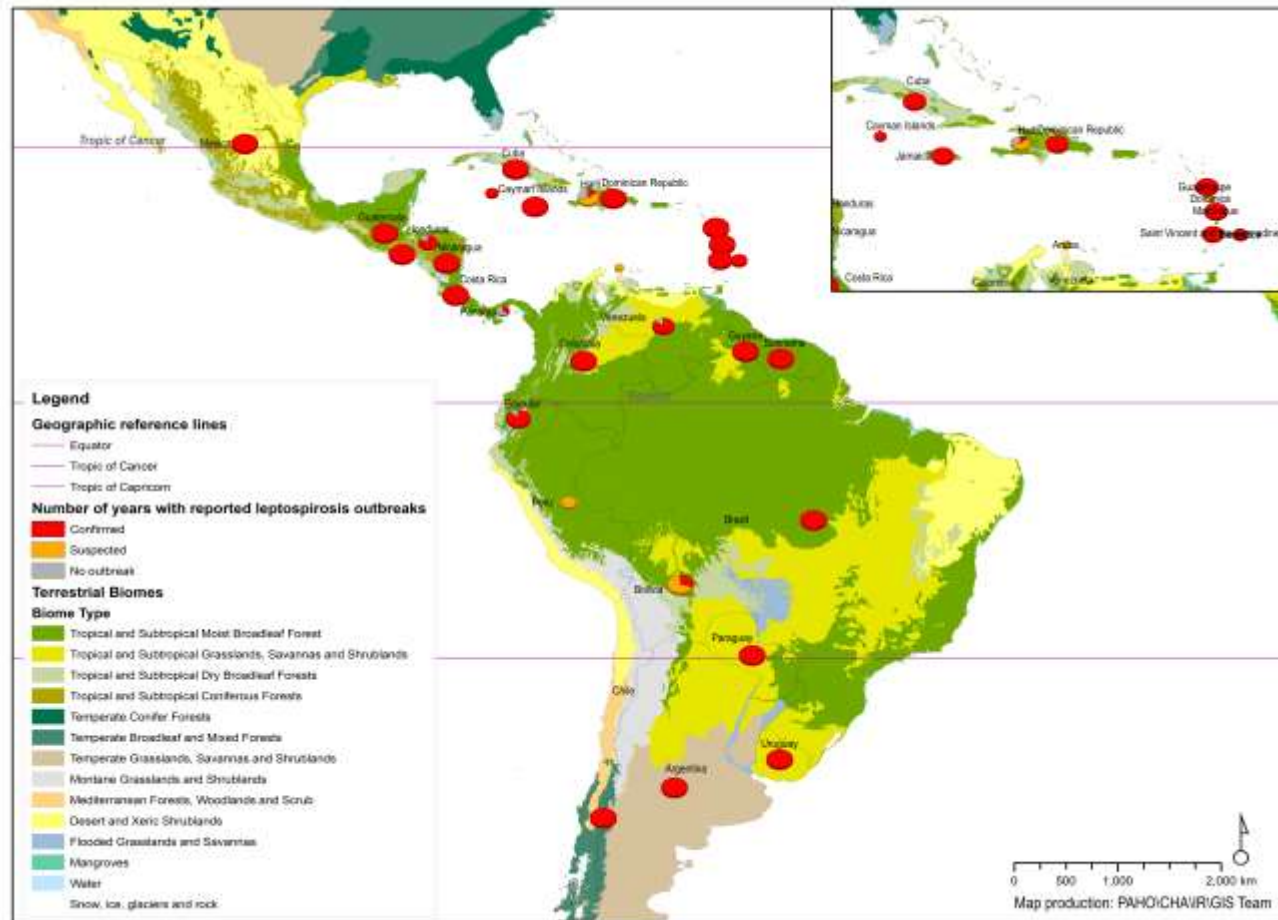 Tropic of Cancer
Mexico
Cuba
Cayman Islands
Haiti
Dominican Republic
Guatemala
Honduras
Nicaragua
Costa Rica
Panama
Venezuela
Colombia
Guyana
Suriname
Equator
Ecuador
Peru
Brazil
Bolivia
Paraguay
Chile
Uruguay
Argentina
Cuba
Cayman Islands
Jamaica
Haiti
Dominican Republic
Guadeloupe
Dominica
Martinique
Saint Vincent and
Honduras
Nicaragua
Aruba
Costa Rica
Colombia
Venezuela
Legend
Geographic reference lines
Equator
Tropic of Cancer
Tropic of Capricorn
Number of years with reported leptospirosis outbreaks
Confirmed
Suspected
No outbreak
Terrestrial Biomes
Biome Type
Tropical and Subtropical Moist Broadleaf Forest
Tropical and Subtropical Grasslands, Savannas and Shrublands
Tropical and Subtropical Dry Broadleaf Forests
Tropical and Subtropical Coniferous Forests
Temperate Conifer Forests
Temperate Broadleaf and Mixed Forests
Temperate Grasslands, Savannas and Shrublands
Montane Grasslands and Shrublands
Mediterranean Forests, Woodlands and Scrub
Desert and Xeric Shrublands
Flooded Grasslands and Savannas
Mangroves
Water
Snow, ice, glaciers and rock
0 500 1,000 2,000 km
Map production: PAHO\CHA\IR\GIS Team